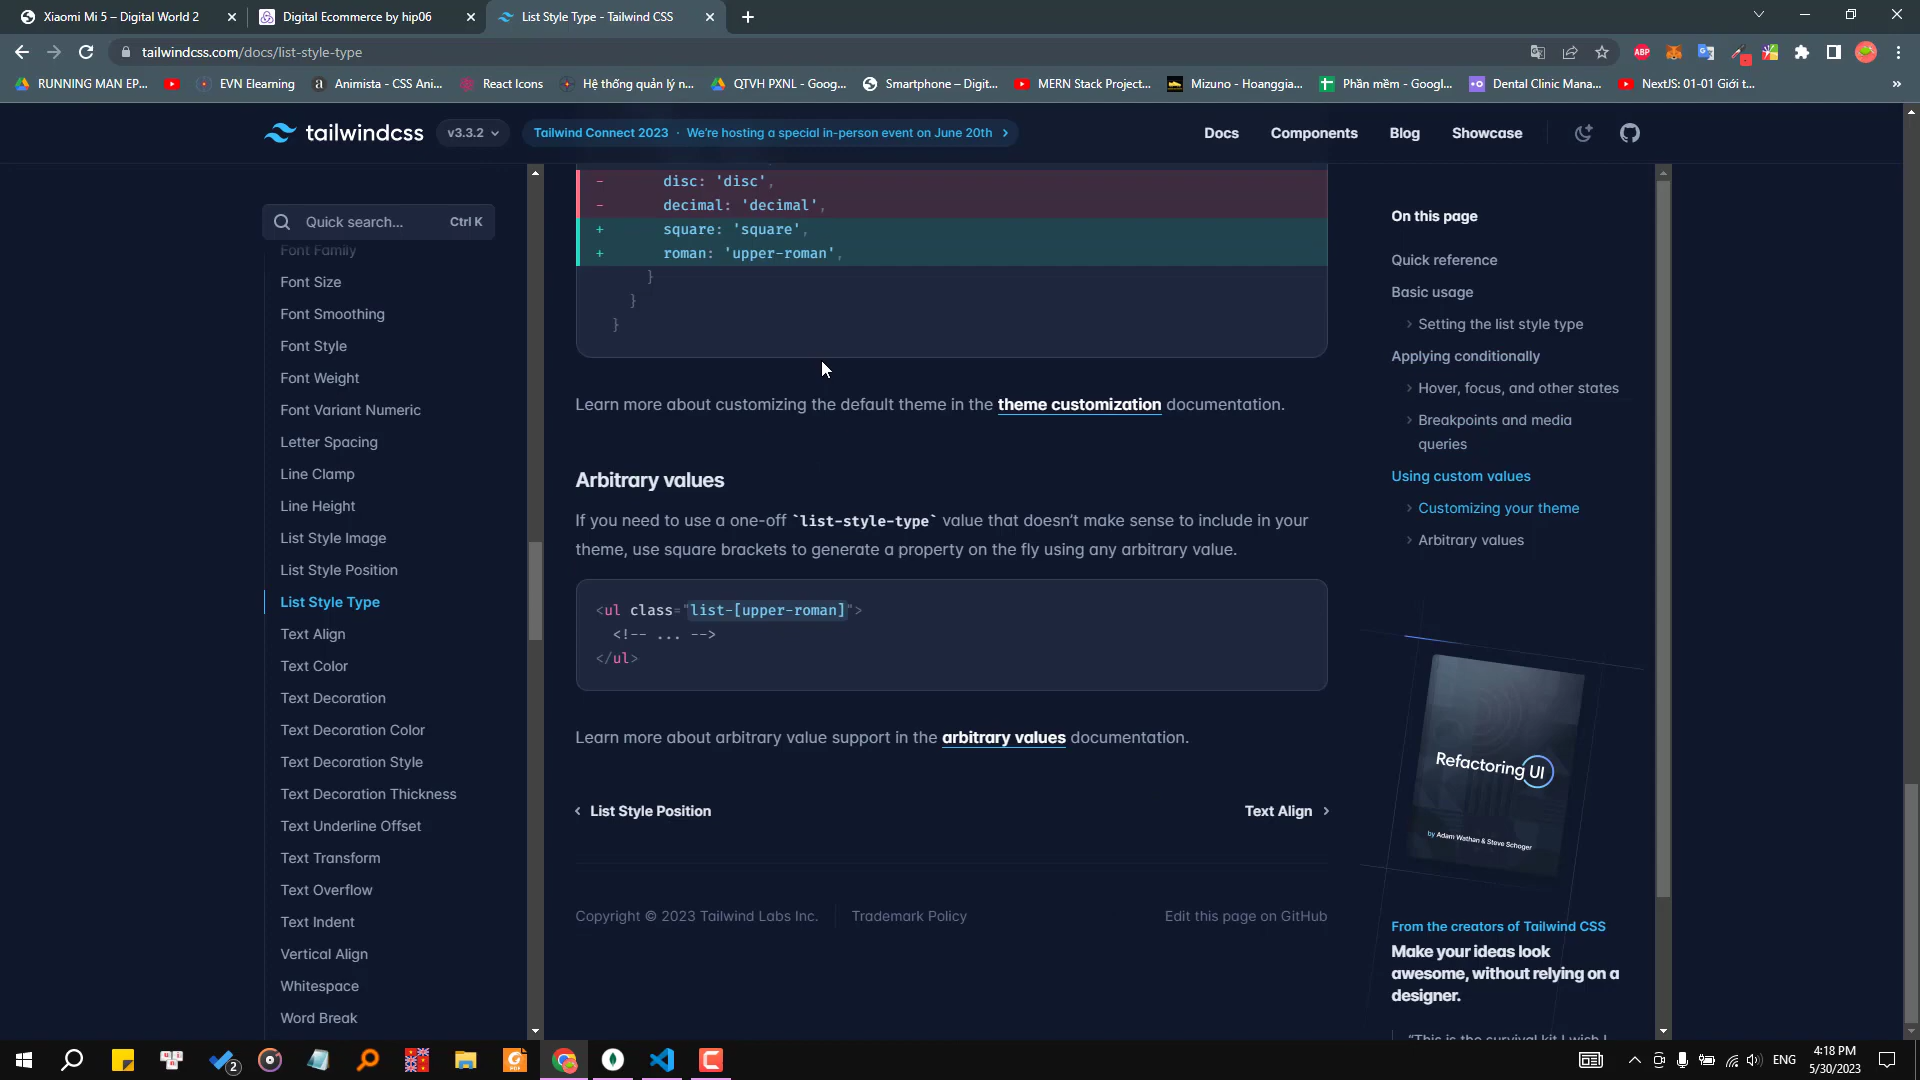 Xiaomi Mi 5 – Digital World 2
Digital Ecommerce by hip06
List Style Type - Tailwind CSS
tailwindcss.com/docs/list-style-type
ABP
RUNNING MAN EP...
EVN Elearning
Animista - CSS Ani...
React Icons
Hệ thống quản lý n...
QTVH PXNL - Goog...
Smartphone – Digit...
MERN Stack Project...
Mizuno - Hoanggia...
Phần mềm - Googl...
Dental Clinic Mana...
NextJS: 01-01 Giới t...
»
tailwindcss
v3.3.2
Tailwind Connect 2023 · We're hosting a special in-person event on June 20th
Docs
Components
Blog
Showcase
Quick search...
Ctrl K
Font Family
Font Size
Font Smoothing
Font Style
Font Weight
Font Variant Numeric
Letter Spacing
Line Clamp
Line Height
List Style Image
List Style Position
List Style Type
Text Align
Text Color
Text Decoration
Text Decoration Color
Text Decoration Style
Text Decoration Thickness
Text Underline Offset
Text Transform
Text Overflow
Text Indent
Vertical Align
Whitespace
Word Break
- disc: 'disc',
- decimal: 'decimal',
+ square: 'square',
+ roman: 'upper-roman',
}
}
}
Learn more about customizing the default theme in the theme customization documentation.
Arbitrary values
If you need to use a one-off `list-style-type` value that doesn't make sense to include in your
theme, use square brackets to generate a property on the fly using any arbitrary value.
<ul class="list-[upper-roman]">
<!-- ... -->
</ul>
Learn more about arbitrary value support in the arbitrary values documentation.
List Style Position
Text Align
Copyright © 2023 Tailwind Labs Inc.
Trademark Policy
Edit this page on GitHub
On this page
Quick reference
Basic usage
Setting the list style type
Applying conditionally
Hover, focus, and other states
Breakpoints and media
queries
Using custom values
Customizing your theme
Arbitrary values
Refactoring UI
by Adam Wathan & Steve Schoger
From the creators of Tailwind CSS
Make your ideas look
awesome, without relying on a
designer.
"This is the survival kit I wish I
2
ENG
4:18 PM
5/30/2023